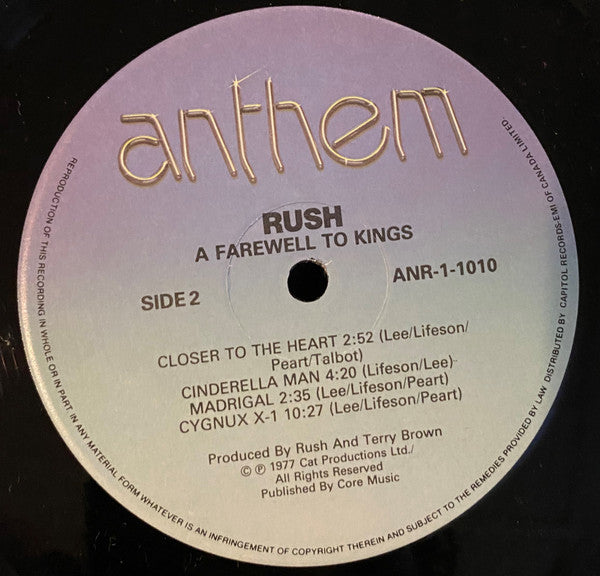 anthem
RUSH
A FAREWELL TO KINGS
SIDE 2
ANR-1-1010
CLOSER TO THE HEART 2:52 (Lee/Lifeson/
Peart/Talbot)
CINDERELLA MAN 4:20 (Lifeson/Lee)
MADRIGAL 2:35 (Lee/Lifeson/Peart)
CYGNUX X-1 10:27 (Lee/Lifeson/Peart)
Produced By Rush And Terry Brown
© ℗ 1977 Cat Productions Ltd./
All Rights Reserved
Published By Core Music
REPRODUCTION OF THIS RECORDING IN WHOLE OR IN PART IN ANY MATERIAL FORM WHATEVER IS AN INFRINGEMENT OF COPYRIGHT THEREIN AND SUBJECT TO THE REMEDIES PROVIDED BY LAW DISTRIBUTED BY CAPITOL RECORDS-EMI OF CANADA LIMITED.